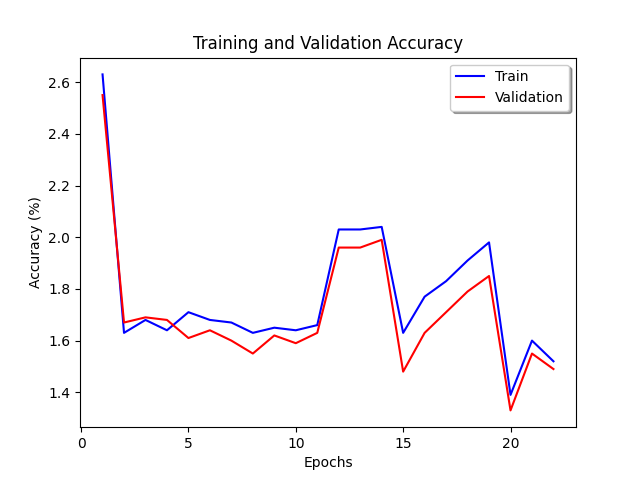 Training and Validation Accuracy
Train
Validation
Accuracy (%)
2.6
2.4
2.2
2.0
1.8
1.6
1.4
0 5 10 15 20
Epochs